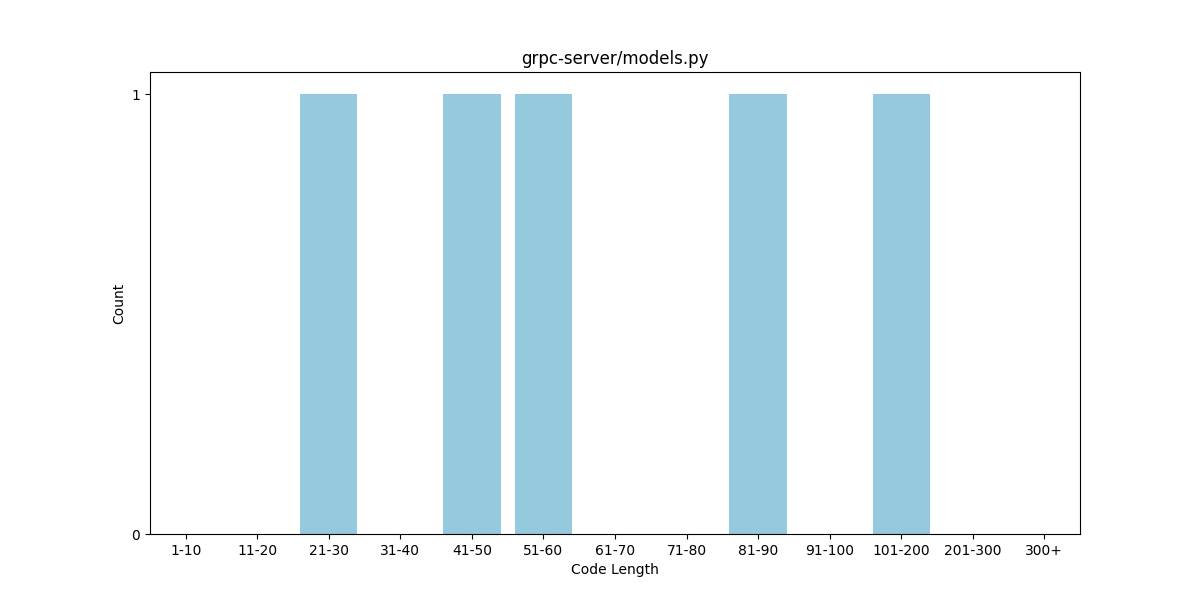 grpc-server/models.py
1
Count
0
1-10 11-20 21-30 31-40 41-50 51-60 61-70 71-80 81-90 91-100 101-200 201-300 300+
Code Length